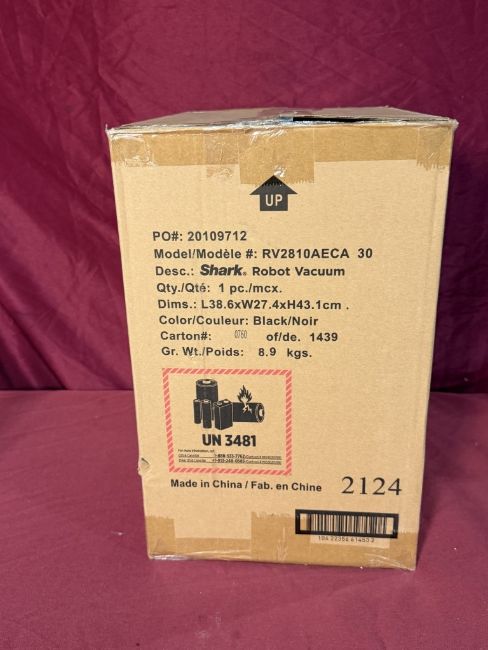 UP
PO#: 20109712
Model/Modèle #: RV2810AECA 30
Desc.: Shark® Robot Vacuum
Qty./Qté: 1 pc./mcx.
Dims.: L38.6xW27.4xH43.1cm .
Color/Couleur: Black/Noir
Carton#: 0760 of/de. 1439
Gr. Wt./Poids: 8.9 kgs.
UN 3481
Made in China / Fab. en Chine 2124